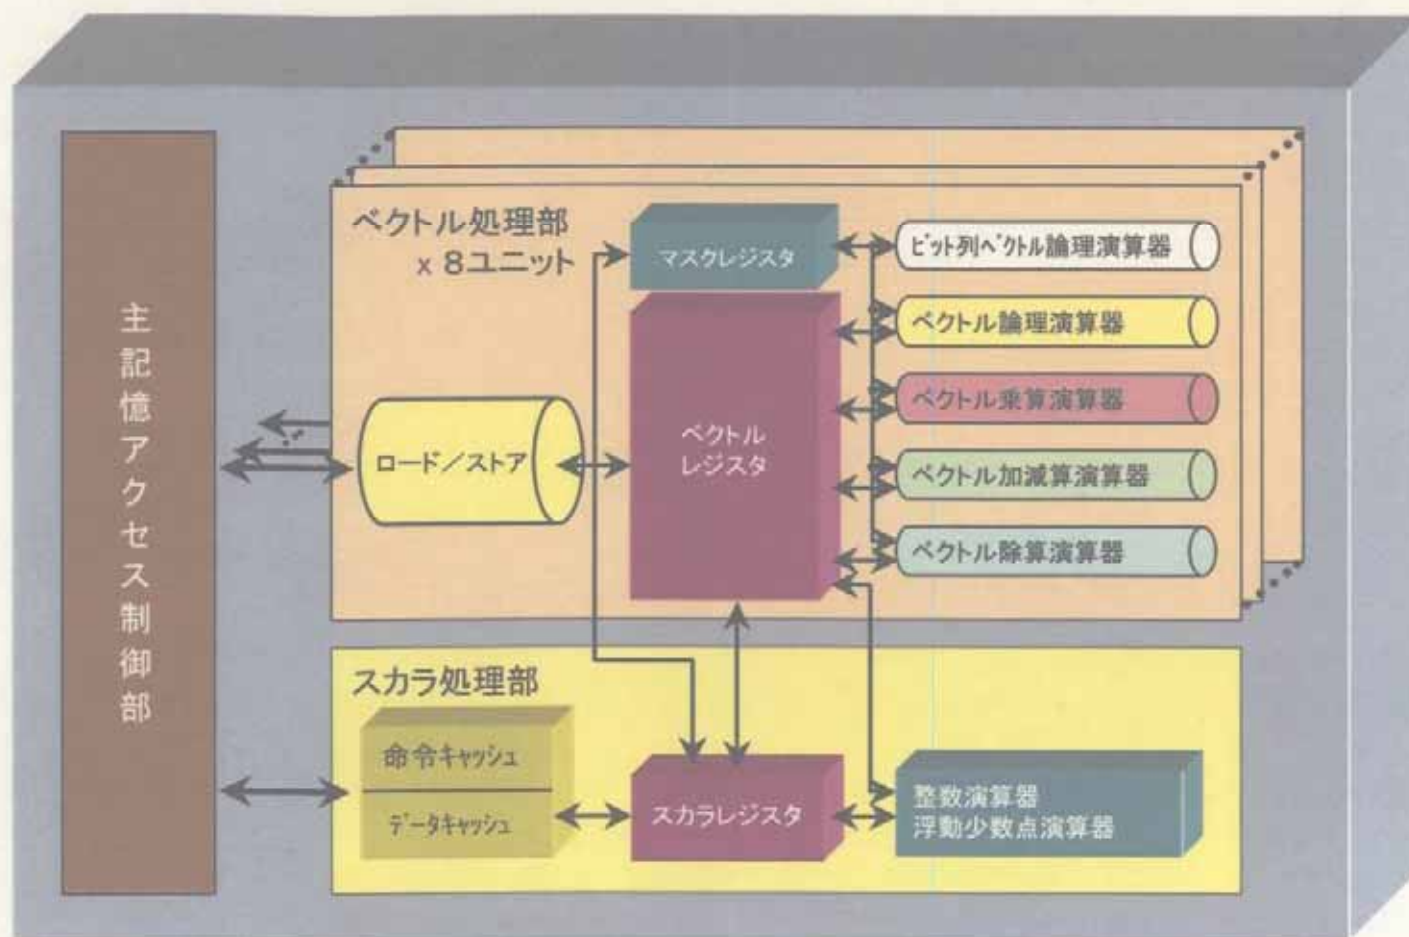 主記憶アクセス制御部
ベクトル処理部
x 8ユニット
マスクレジスタ
ベクトル
レジスタ
ロード／ストア
ビット列ベクトル論理演算器
ベクトル論理演算器
ベクトル乗算演算器
ベクトル加減算演算器
ベクトル除算演算器
スカラ処理部
命令キャッシュ
データキャッシュ
スカラレジスタ
整数演算器
浮動少数点演算器